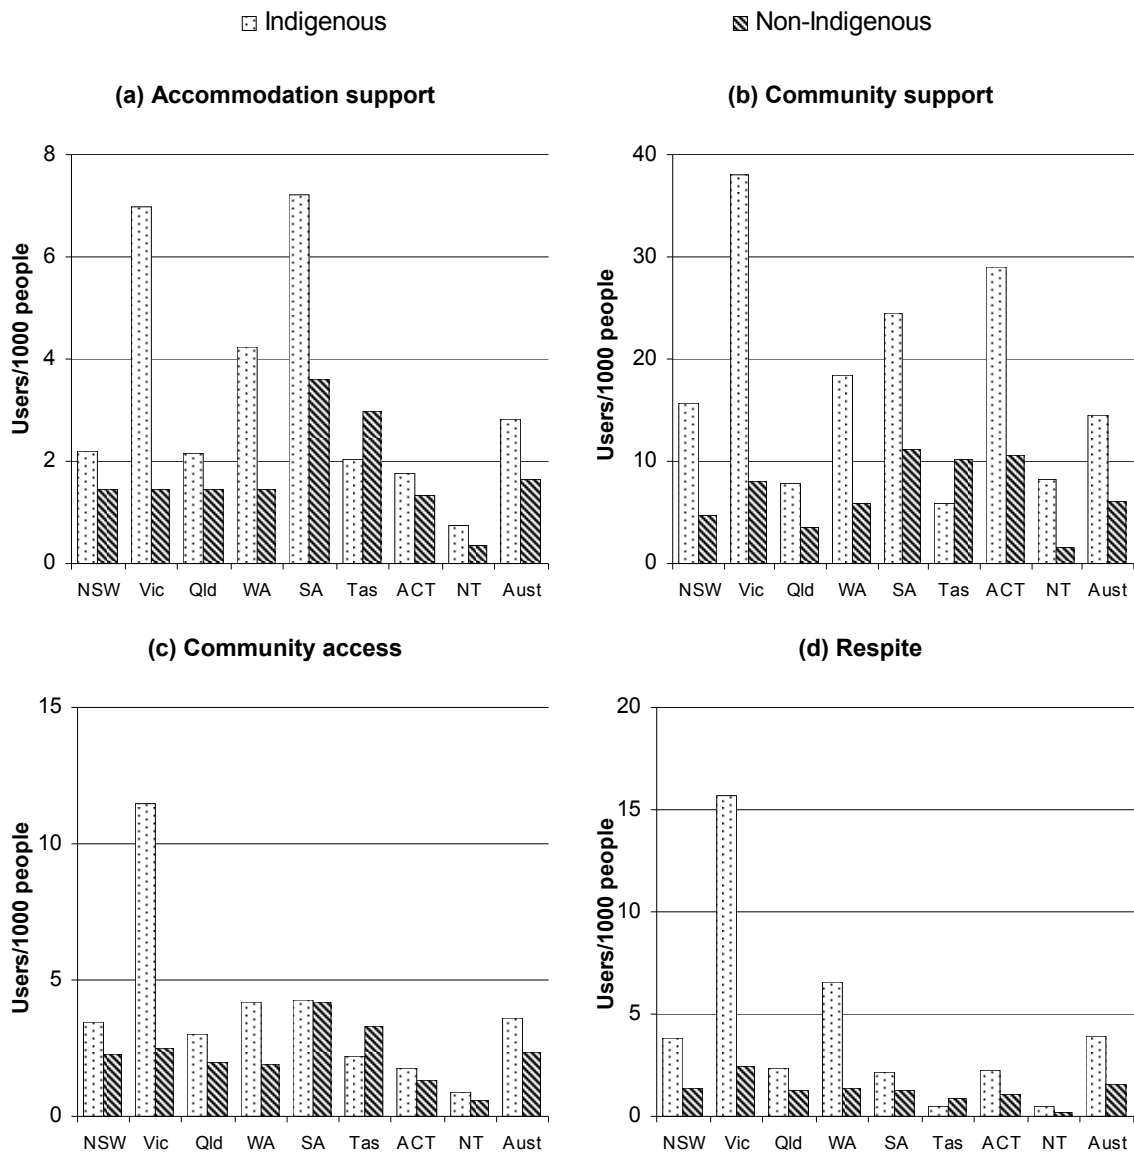 Indigenous Non-Indigenous
(a) Accommodation support
Users/1000 people
8
6
4
2
0
NSW Vic Qld WA SA Tas ACT NT Aust
(b) Community support
Users/1000 people
40
30
20
10
0
NSW Vic Qld WA SA Tas ACT NT Aust
(c) Community access
Users/1000 people
15
10
5
0
NSW Vic Qld WA SA Tas ACT NT Aust
(d) Respite
Users/1000 people
20
15
10
5
0
NSW Vic Qld WA SA Tas ACT NT Aust